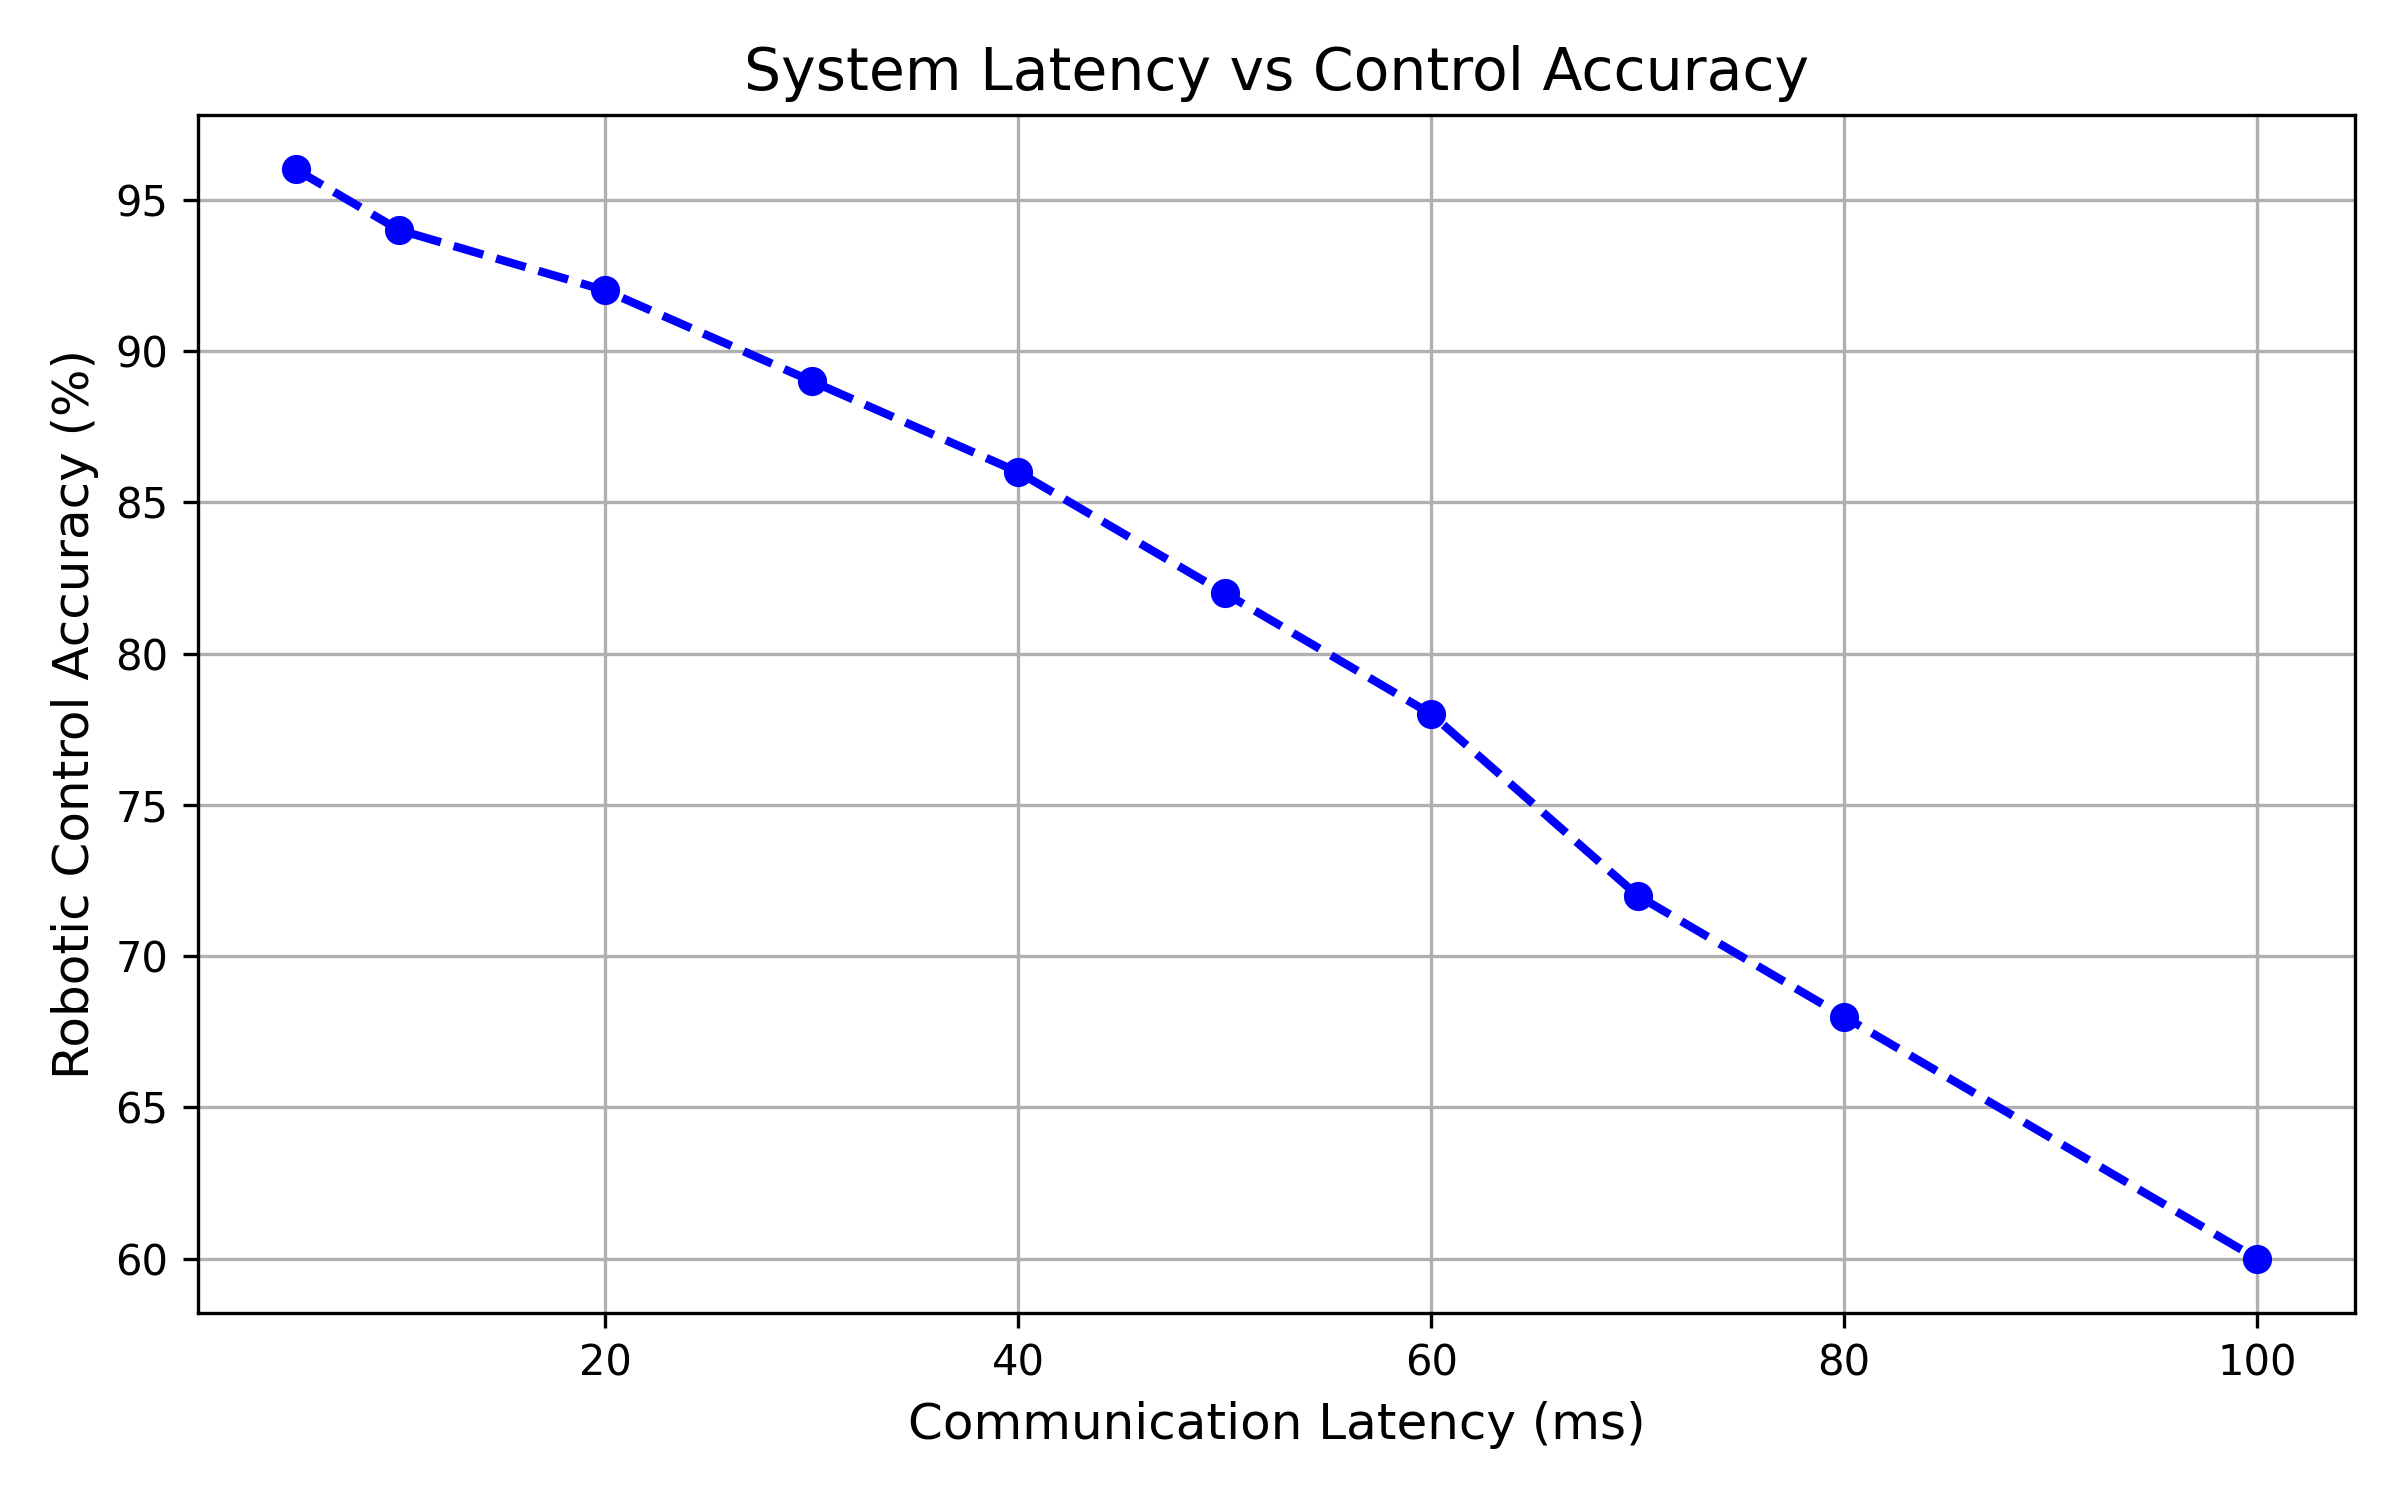 System Latency vs Control Accuracy
Robotic Control Accuracy (%)
95
90
85
80
75
70
65
60
20 40 60 80 100
Communication Latency (ms)